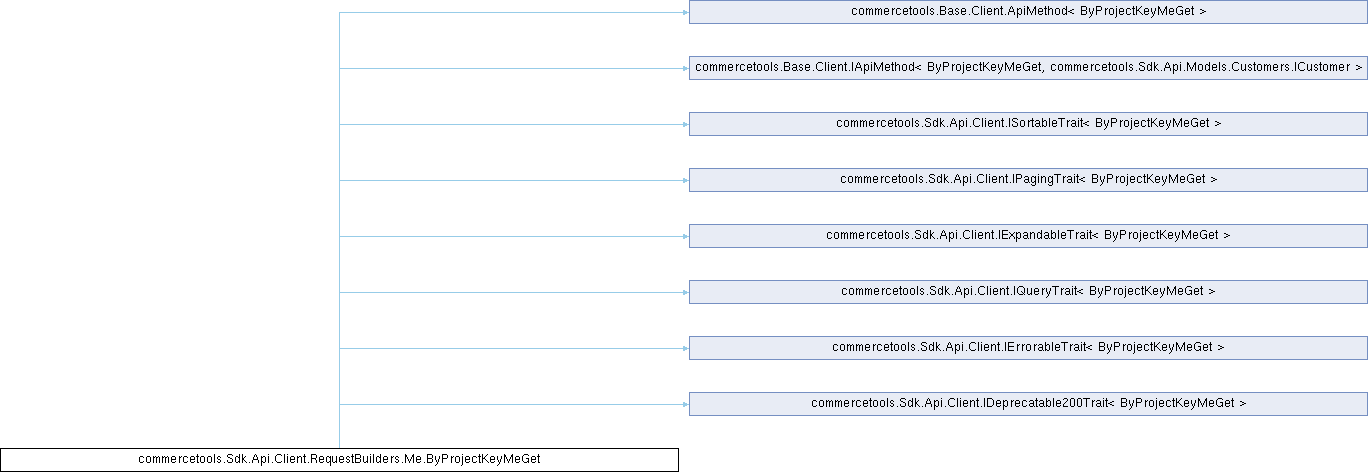 commercetools.Base.Client.ApiMethod< ByProjectKeyMeGet >
commercetools.Base.Client.IApiMethod< ByProjectKeyMeGet, commercetools.Sdk.Api.Models.Customers.ICustomer >
commercetools.Sdk.Api.Client.ISortableTrait< ByProjectKeyMeGet >
commercetools.Sdk.Api.Client.IPagingTrait< ByProjectKeyMeGet >
commercetools.Sdk.Api.Client.IExpandableTrait< ByProjectKeyMeGet >
commercetools.Sdk.Api.Client.IQueryTrait< ByProjectKeyMeGet >
commercetools.Sdk.Api.Client.IErrorableTrait< ByProjectKeyMeGet >
commercetools.Sdk.Api.Client.IDeprecatable200Trait< ByProjectKeyMeGet >
commercetools.Sdk.Api.Client.RequestBuilders.Me.ByProjectKeyMeGet